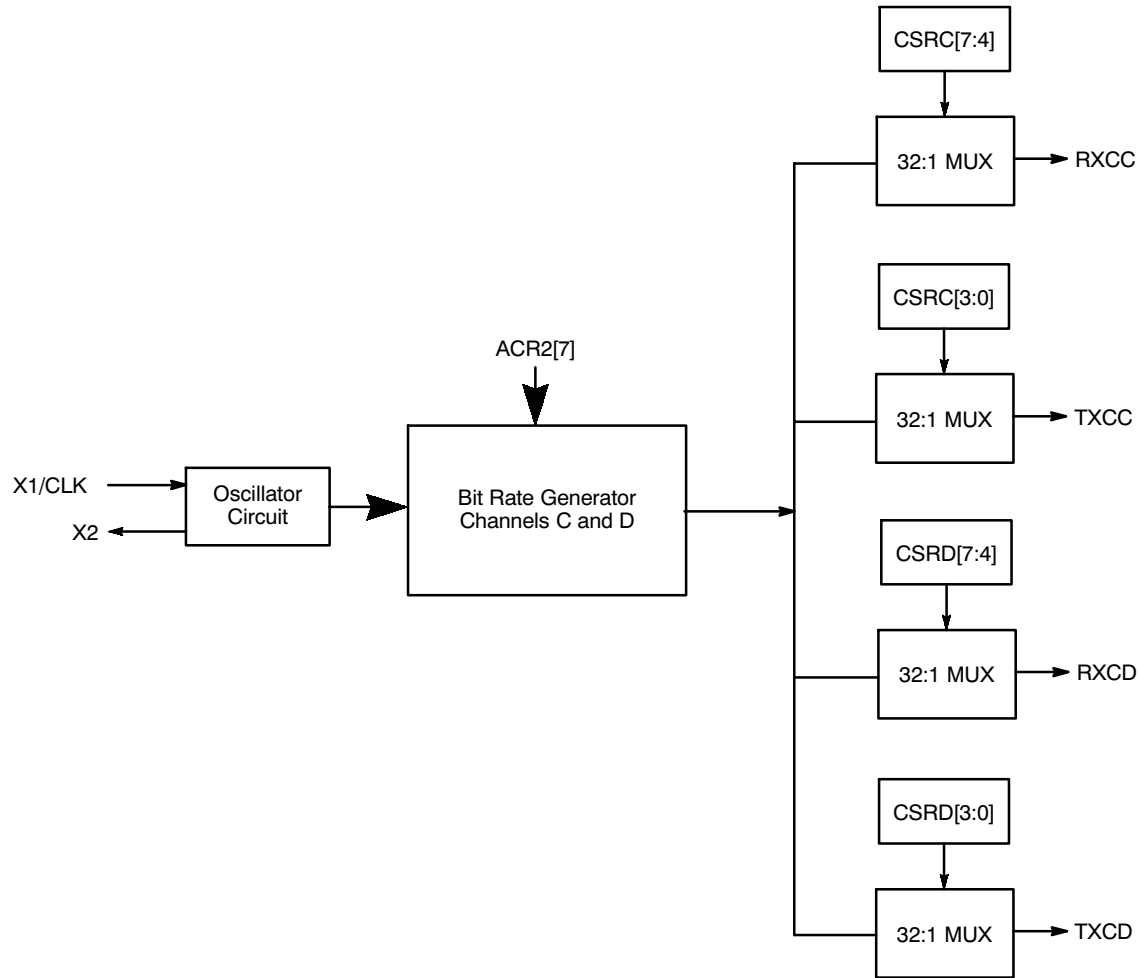 CSRC[7:4]
32:1 MUX
RXCC
CSRC[3:0]
32:1 MUX
TXCC
ACR2[7]
X1/CLK
X2
Oscillator
Circuit
Bit Rate Generator
Channels C and D
CSRD[7:4]
32:1 MUX
RXCD
CSRD[3:0]
32:1 MUX
TXCD